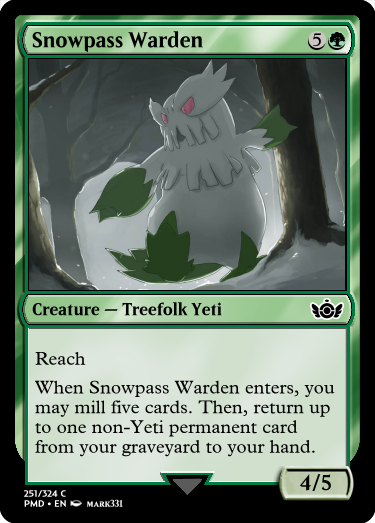 Snowpass Warden 5
Creature — Treefolk Yeti
Reach
When Snowpass Warden enters, you
may mill five cards. Then, return up
to one non-Yeti permanent card
from your graveyard to your hand.
4/5
251/324 C
PMD • EN MARK331